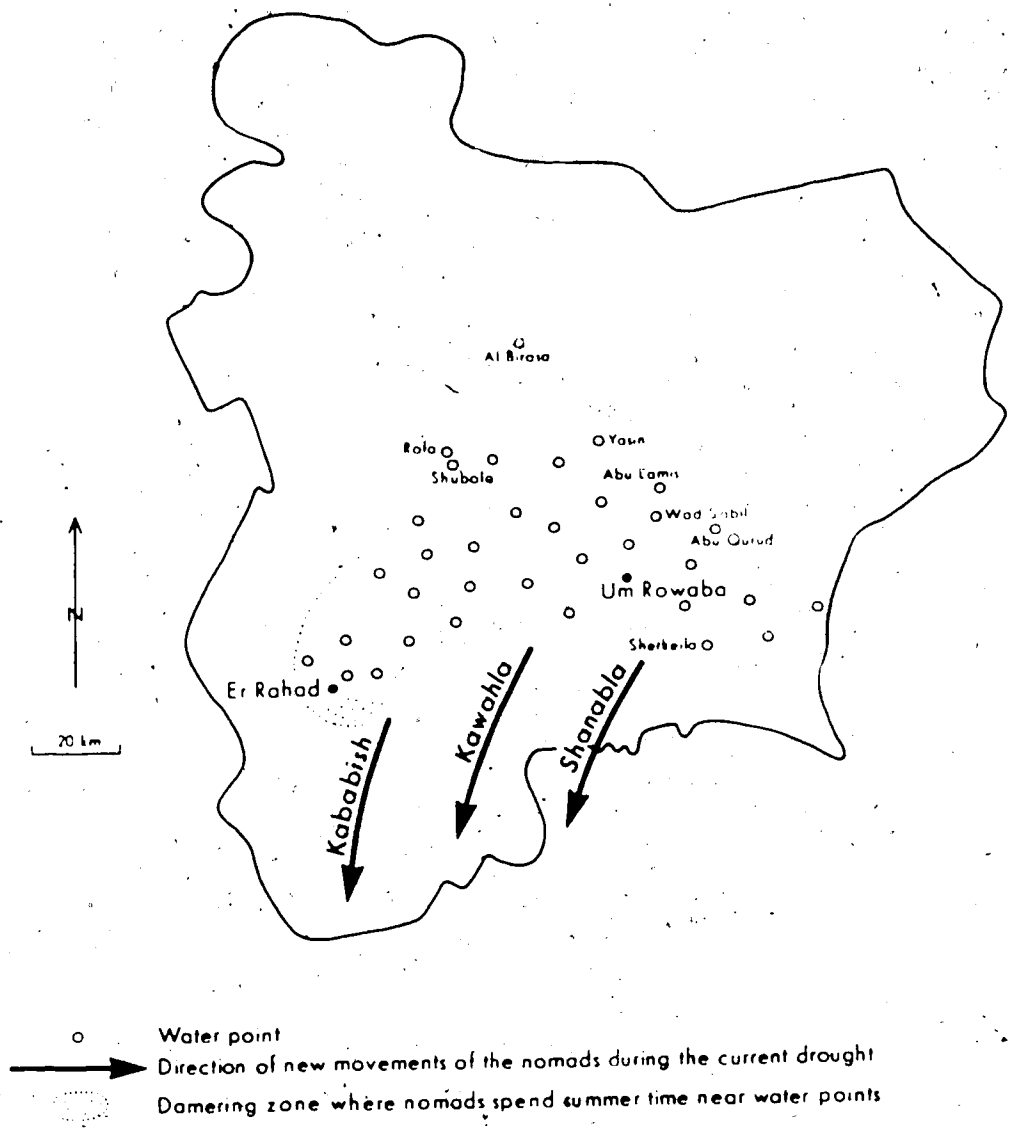 Al Birasa
Rola
Yasin
Shubola
Abu Lamis
Wad
Abu Qurud
Um Rowaba
Sherkeila
Er Rahad
Kawahla
Shanabla
Kababish
N
20 km
Water point
Direction of new movements of the nomads during the current drought
Damering zone where nomads spend summer time near water points